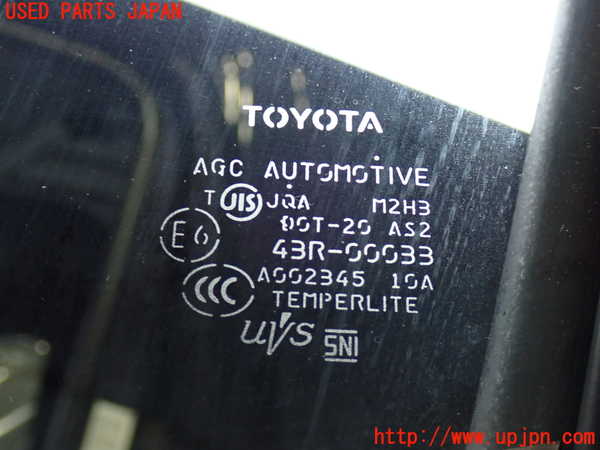 USED PARTS JAPAN
TOYOTA
AGC AUTOMOTIVE
T JIS JQA M2H3
DOT-20 AS2
E6 43R-00033
CCC A002345 10A
TEMPERLITE
UVS SNI
http://www.upjpn.com/